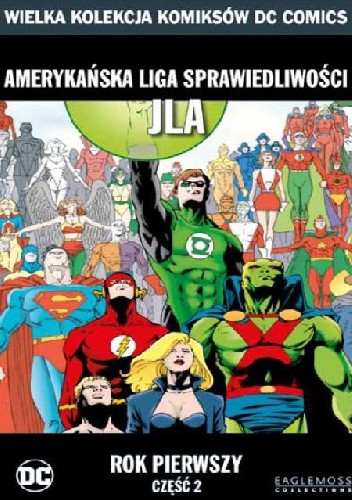 WIELKA KOLEKCJA KOMIKSÓW DC COMICS
AMERYKAŃSKA LIGA SPRAWIEDLIWOŚCI
JLA
ROK PIERWSZY
CZĘŚĆ 2
DC
EAGLEMOSS
COLLECTIONS